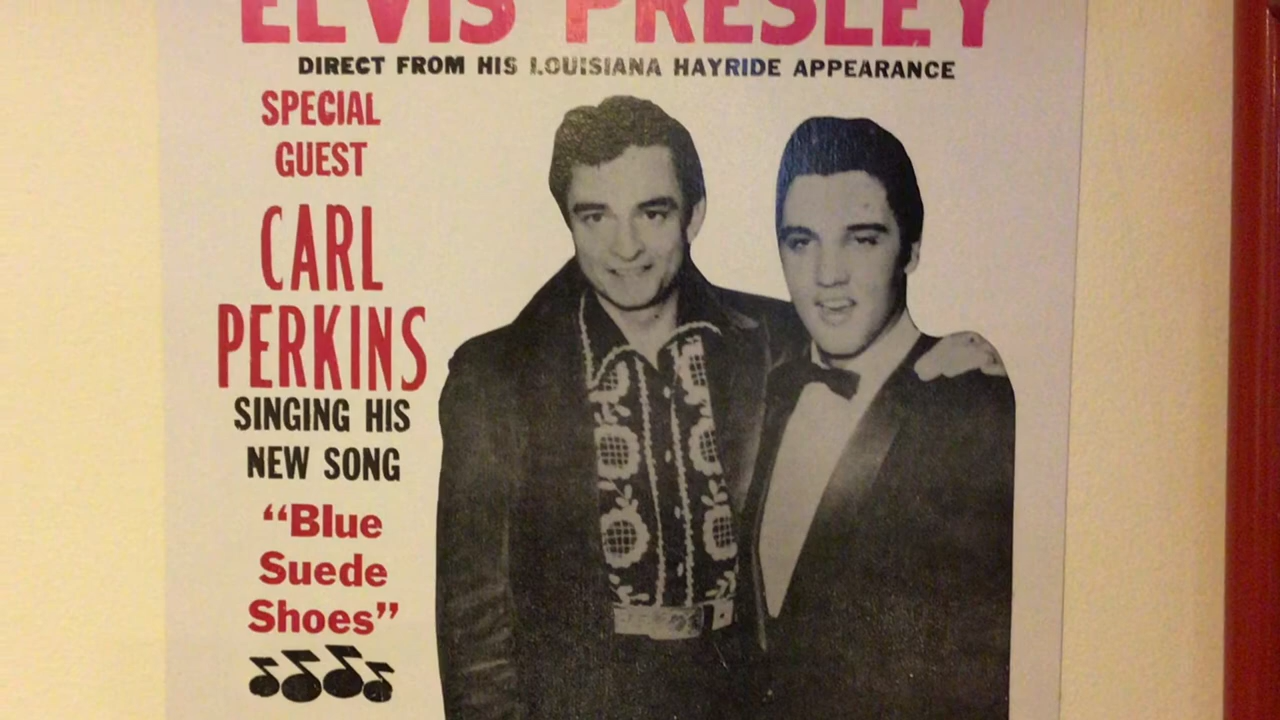 ELVIS PRESLEY
DIRECT FROM HIS LOUISIANA HAYRIDE APPEARANCE
SPECIAL
GUEST
CARL
PERKINS
SINGING HIS
NEW SONG
“Blue
Suede
Shoes”